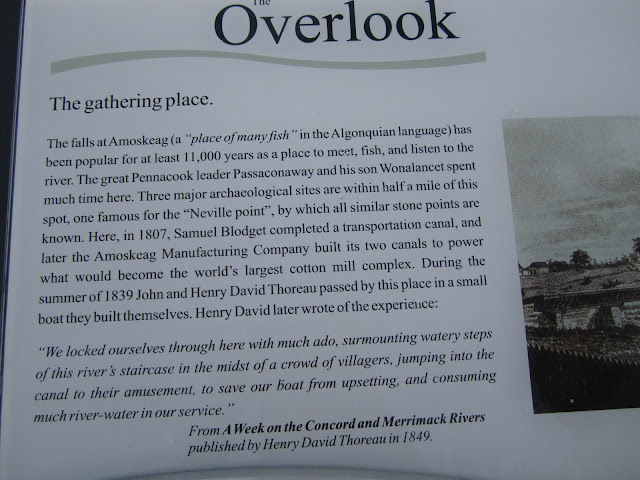 The
Overlook
The gathering place.
The falls at Amoskeag (a “place of many fish” in the Algonquian language) has
been popular for at least 11,000 years as a place to meet, fish, and listen to the
river. The great Pennacook leader Passaconaway and his son Wonalancet spent
much time here. Three major archaeological sites are within half a mile of this
spot, one famous for the “Neville point”, by which all similar stone points are
known. Here, in 1807, Samuel Blodget completed a transportation canal, and
later the Amoskeag Manufacturing Company built its two canals to power
what would become the world’s largest cotton mill complex. During the
summer of 1839 John and Henry David Thoreau passed by this place in a small
boat they built themselves. Henry David later wrote of the experience:
“We locked ourselves through here with much ado, surmounting watery steps
of this river’s staircase in the midst of a crowd of villagers, jumping into the
canal to their amusement, to save our boat from upsetting, and consuming
much river-water in our service.”
From A Week on the Concord and Merrimack Rivers
published by Henry David Thoreau in 1849.